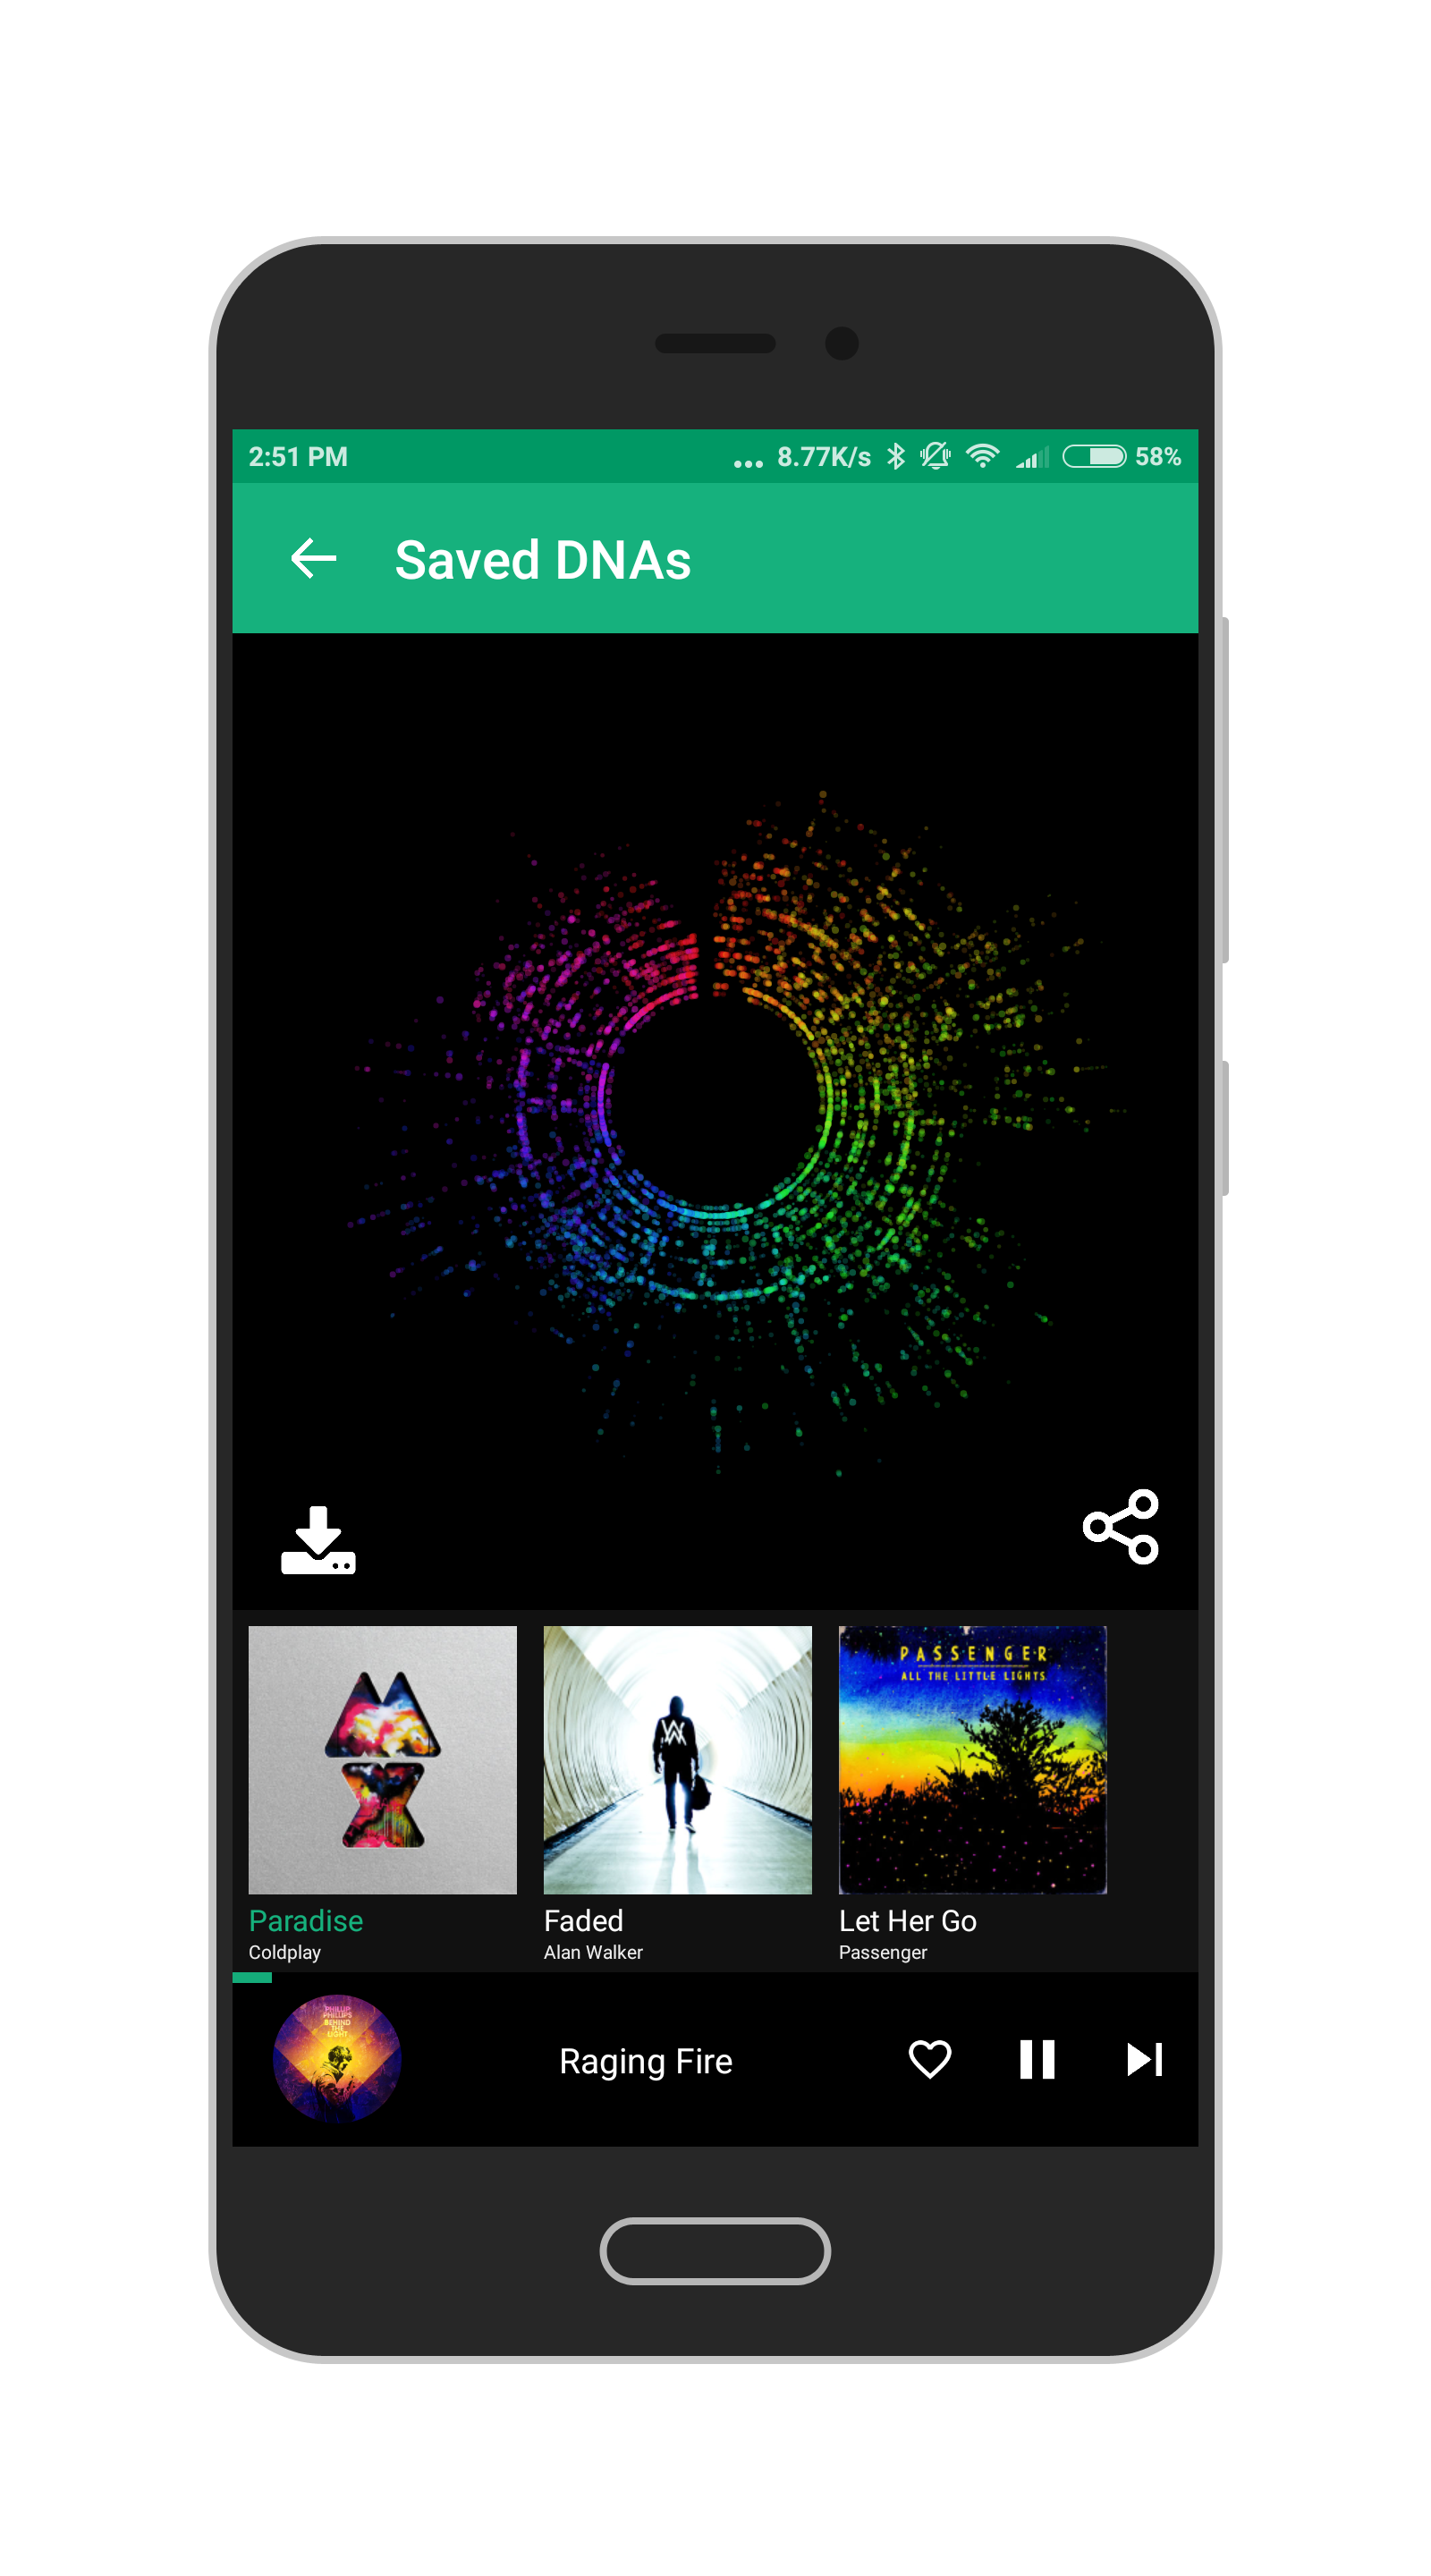 2:51 PM ... 8.77K/s 58%
Saved DNAs
PASSENGER
ALL THE LITTLE LIGHTS
Paradise
Coldplay
Faded
Alan Walker
Let Her Go
Passenger
PHILLIP
PHILLIPS
BEHIND
THE
LIGHT
Raging Fire